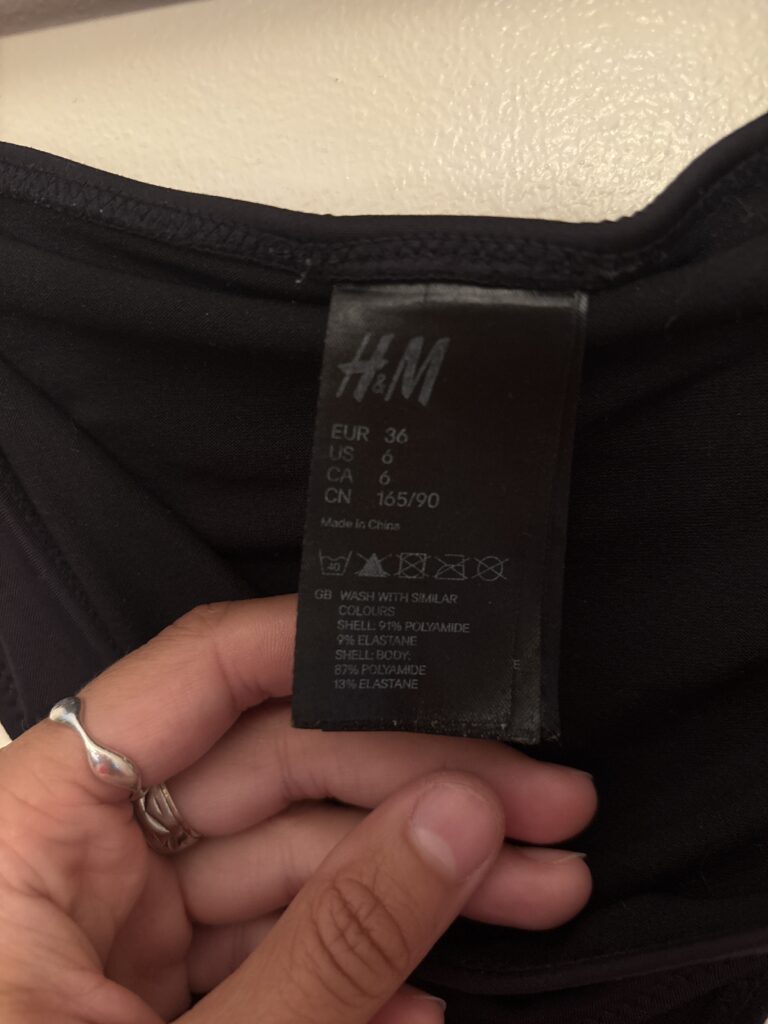 H&M
EUR 36
US 6
CA 6
CN 165/90
Made in China
40
GB WASH WITH SIMILAR
COLOURS
SHELL: 91% POLYAMIDE
9% ELASTANE
SHELL: BODY:
87% POLYAMIDE
13% ELASTANE
E